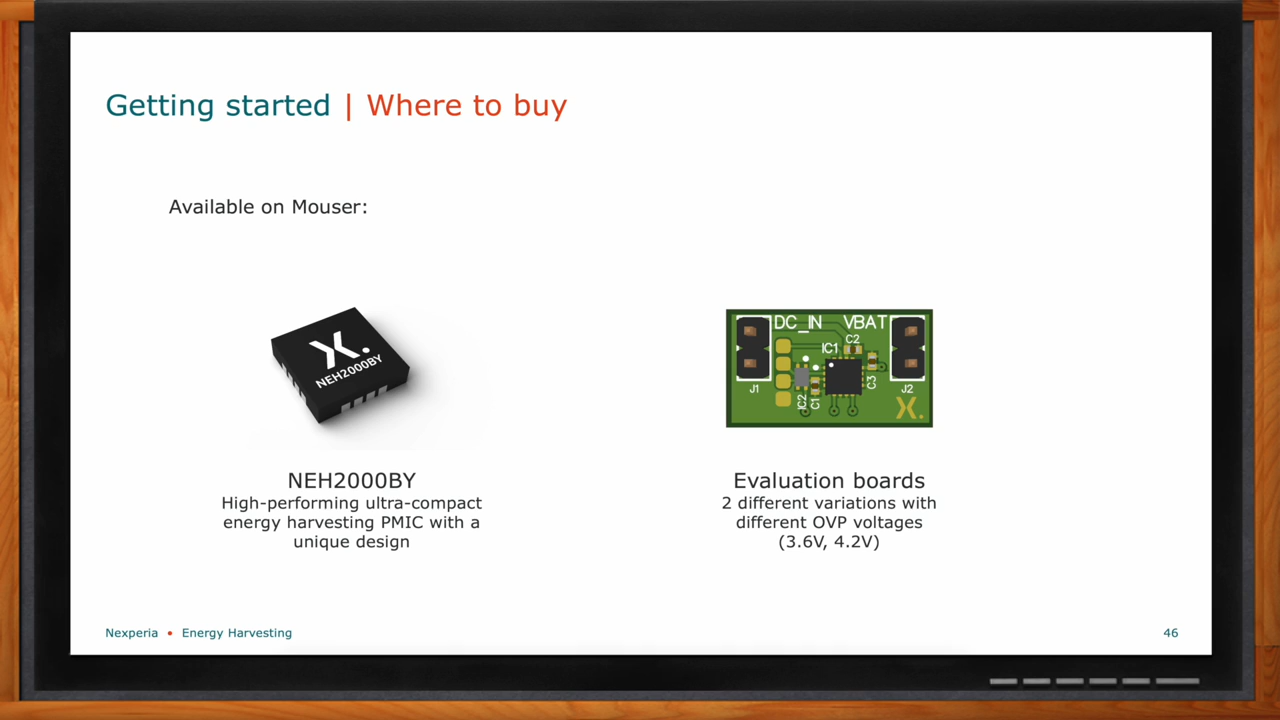 Getting started | Where to buy
Available on Mouser:
X.
NEH2000BY
DC_IN VBAT
IC1
C2
J1
IC2
C1
C3
J2
X.
NEH2000BY
High-performing ultra-compact
energy harvesting PMIC with a
unique design
Evaluation boards
2 different variations with
different OVP voltages
(3.6V, 4.2V)
Nexperia • Energy Harvesting
46